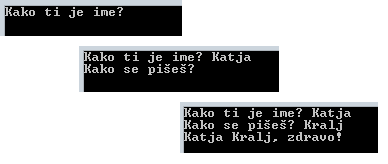 Kako ti je ime?
Kako ti je ime? Katja
Kako se pišeš?
Kako ti je ime? Katja
Kako se pišeš? Kralj
Katja Kralj, zdravo!